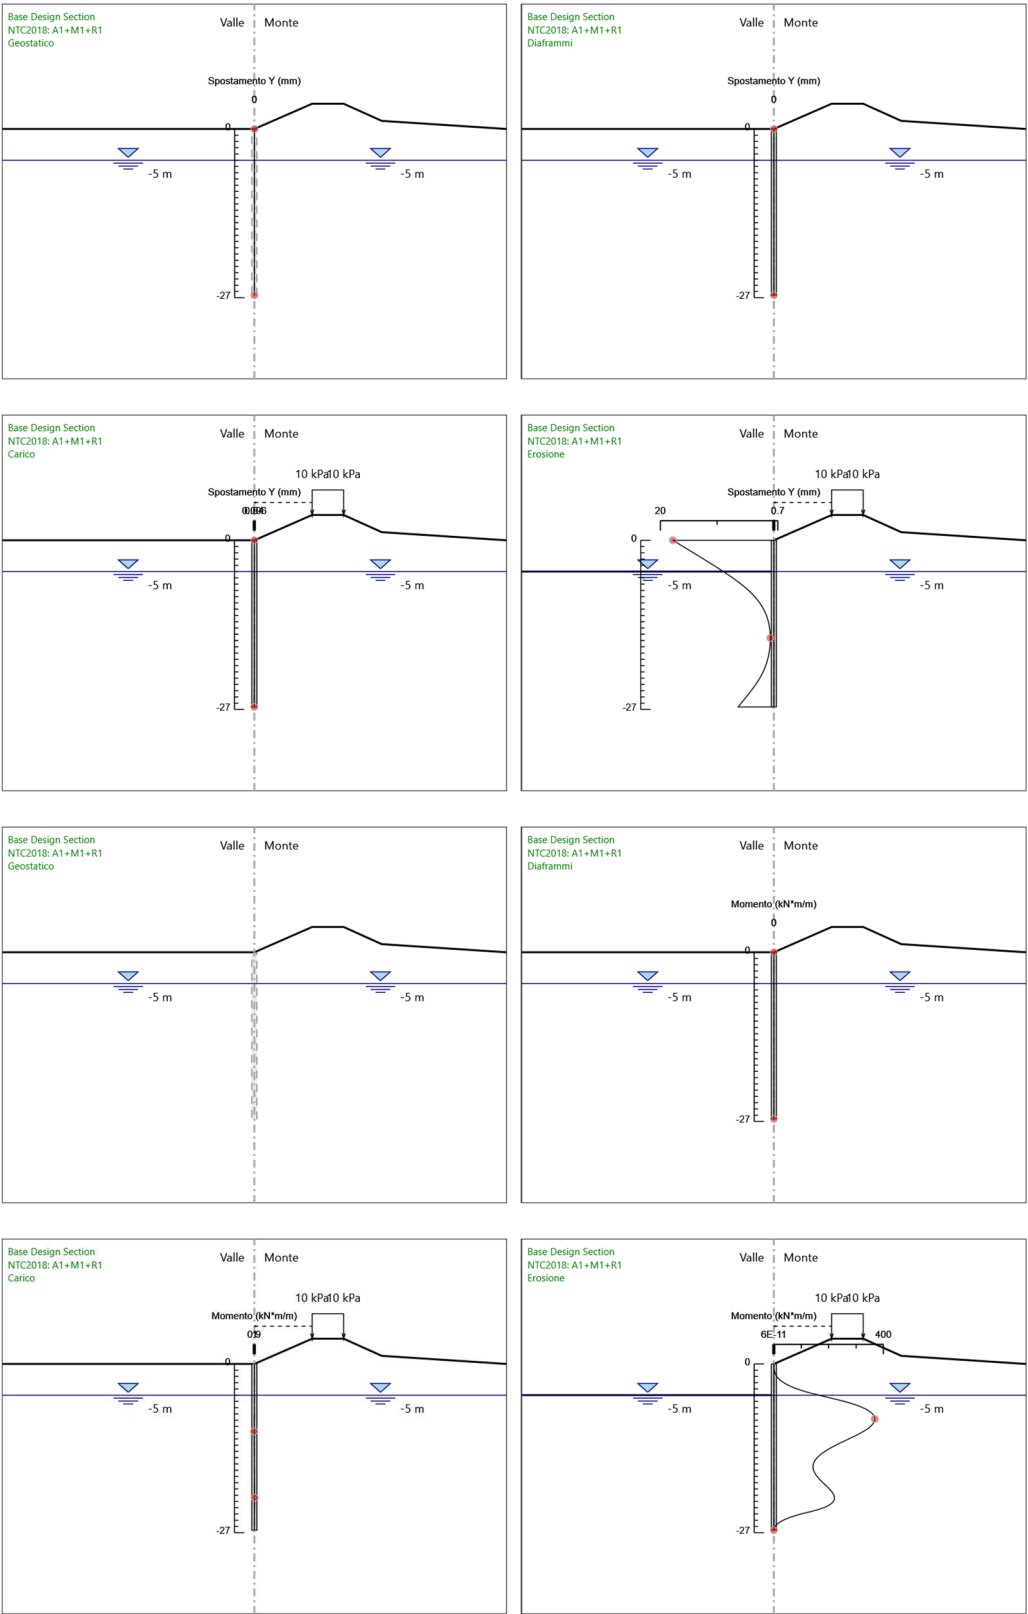 Base Design Section
NTC2018: A1+M1+R1
Geostatico
Valle
Monte
Spostamento Y (mm)
0
0
-5 m
-5 m
-27
Base Design Section
NTC2018: A1+M1+R1
Diaframmi
Valle
Monte
Spostamento Y (mm)
0
0
-5 m
-5 m
-27
Base Design Section
NTC2018: A1+M1+R1
Carico
Valle
Monte
10 kPa
10 kPa
Spostamento Y (mm)
0
-5 m
-5 m
-27
Base Design Section
NTC2018: A1+M1+R1
Erosione
Valle
Monte
10 kPa
10 kPa
Spostamento Y (mm)
20
0.7
0
-5 m
-5 m
-27
Base Design Section
NTC2018: A1+M1+R1
Geostatico
Valle
Monte
-5 m
-5 m
Base Design Section
NTC2018: A1+M1+R1
Diaframmi
Valle
Monte
Momento (kN*m/m)
0
0
-5 m
-5 m
-27
Base Design Section
NTC2018: A1+M1+R1
Carico
Valle
Monte
10 kPa
10 kPa
Momento (kN*m/m)
0
-5 m
-5 m
-27
Base Design Section
NTC2018: A1+M1+R1
Erosione
Valle
Monte
10 kPa
10 kPa
Momento (kN*m/m)
6E-11
400
0
-5 m
-5 m
-27